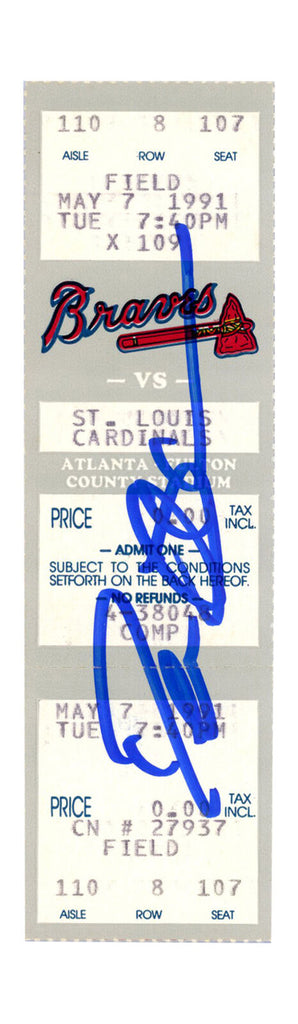 110 8 107
AISLE ROW SEAT
FIELD
MAY 7 1991
TUE 7:40PM
X 109
Braves
— VS —
ST. LOUIS
CARDINALS
ATLANTA FULTON
COUNTY STADIUM
PRICE 0.00 TAX INCL.
— ADMIT ONE —
SUBJECT TO THE CONDITIONS
SETFORTH ON THE BACK HEREOF.
— NO REFUNDS —
COMP
MAY 7 1991
TUE 7:40PM
PRICE 0.00 TAX INCL.
CN # 27937
FIELD
110 8 107
AISLE ROW SEAT